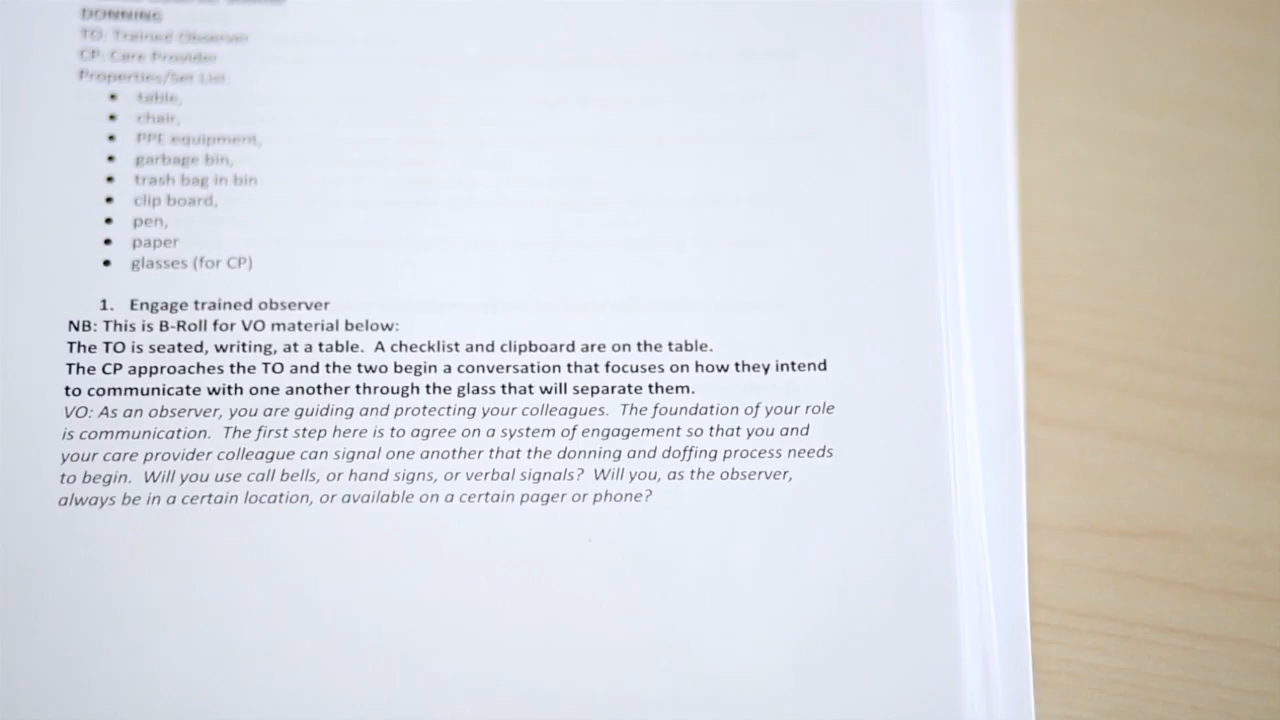 DONNING
TO: Trained Observer
CP: Care Provider
Properties/Set List:
• table,
• chair,
• PPE equipment,
• garbage bin,
• trash bag in bin
• clip board,
• pen,
• paper
• glasses (for CP)
1. Engage trained observer
NB: This is B-Roll for VO material below:
The TO is seated, writing, at a table. A checklist and clipboard are on the table.
The CP approaches the TO and the two begin a conversation that focuses on how they intend
to communicate with one another through the glass that will separate them.
VO: As an observer, you are guiding and protecting your colleagues. The foundation of your role
is communication. The first step here is to agree on a system of engagement so that you and
your care provider colleague can signal one another that the donning and doffing process needs
to begin. Will you use call bells, or hand signs, or verbal signals? Will you, as the observer,
always be in a certain location, or available on a certain pager or phone?